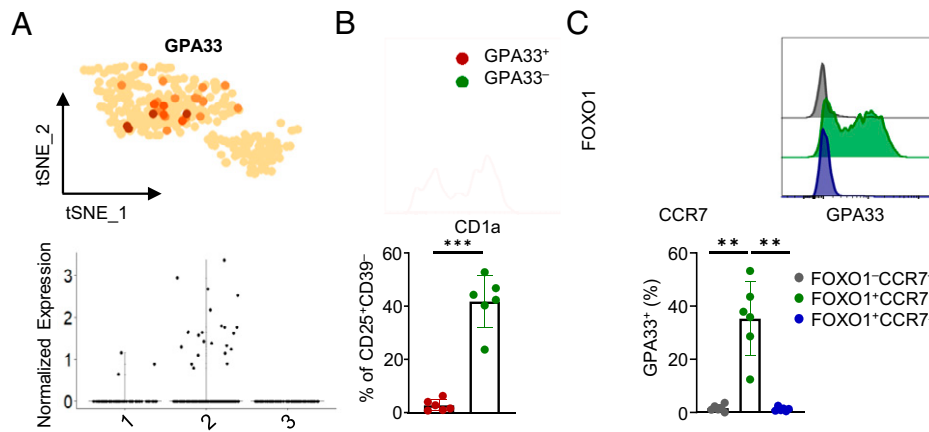 A
GPA33
tSNE_2
tSNE_1
Normalized Expression
3
2
1
0
1
2
3
B
GPA33⁺
GPA33⁻
CD1a
% of CD25⁺CD39⁻
60
40
20
0
***
C
FOXO1
CCR7
GPA33
GPA33⁺ (%)
60
40
20
0
** **
FOXO1⁻CCR7
FOXO1⁺CCR7
FOXO1⁺CCR7